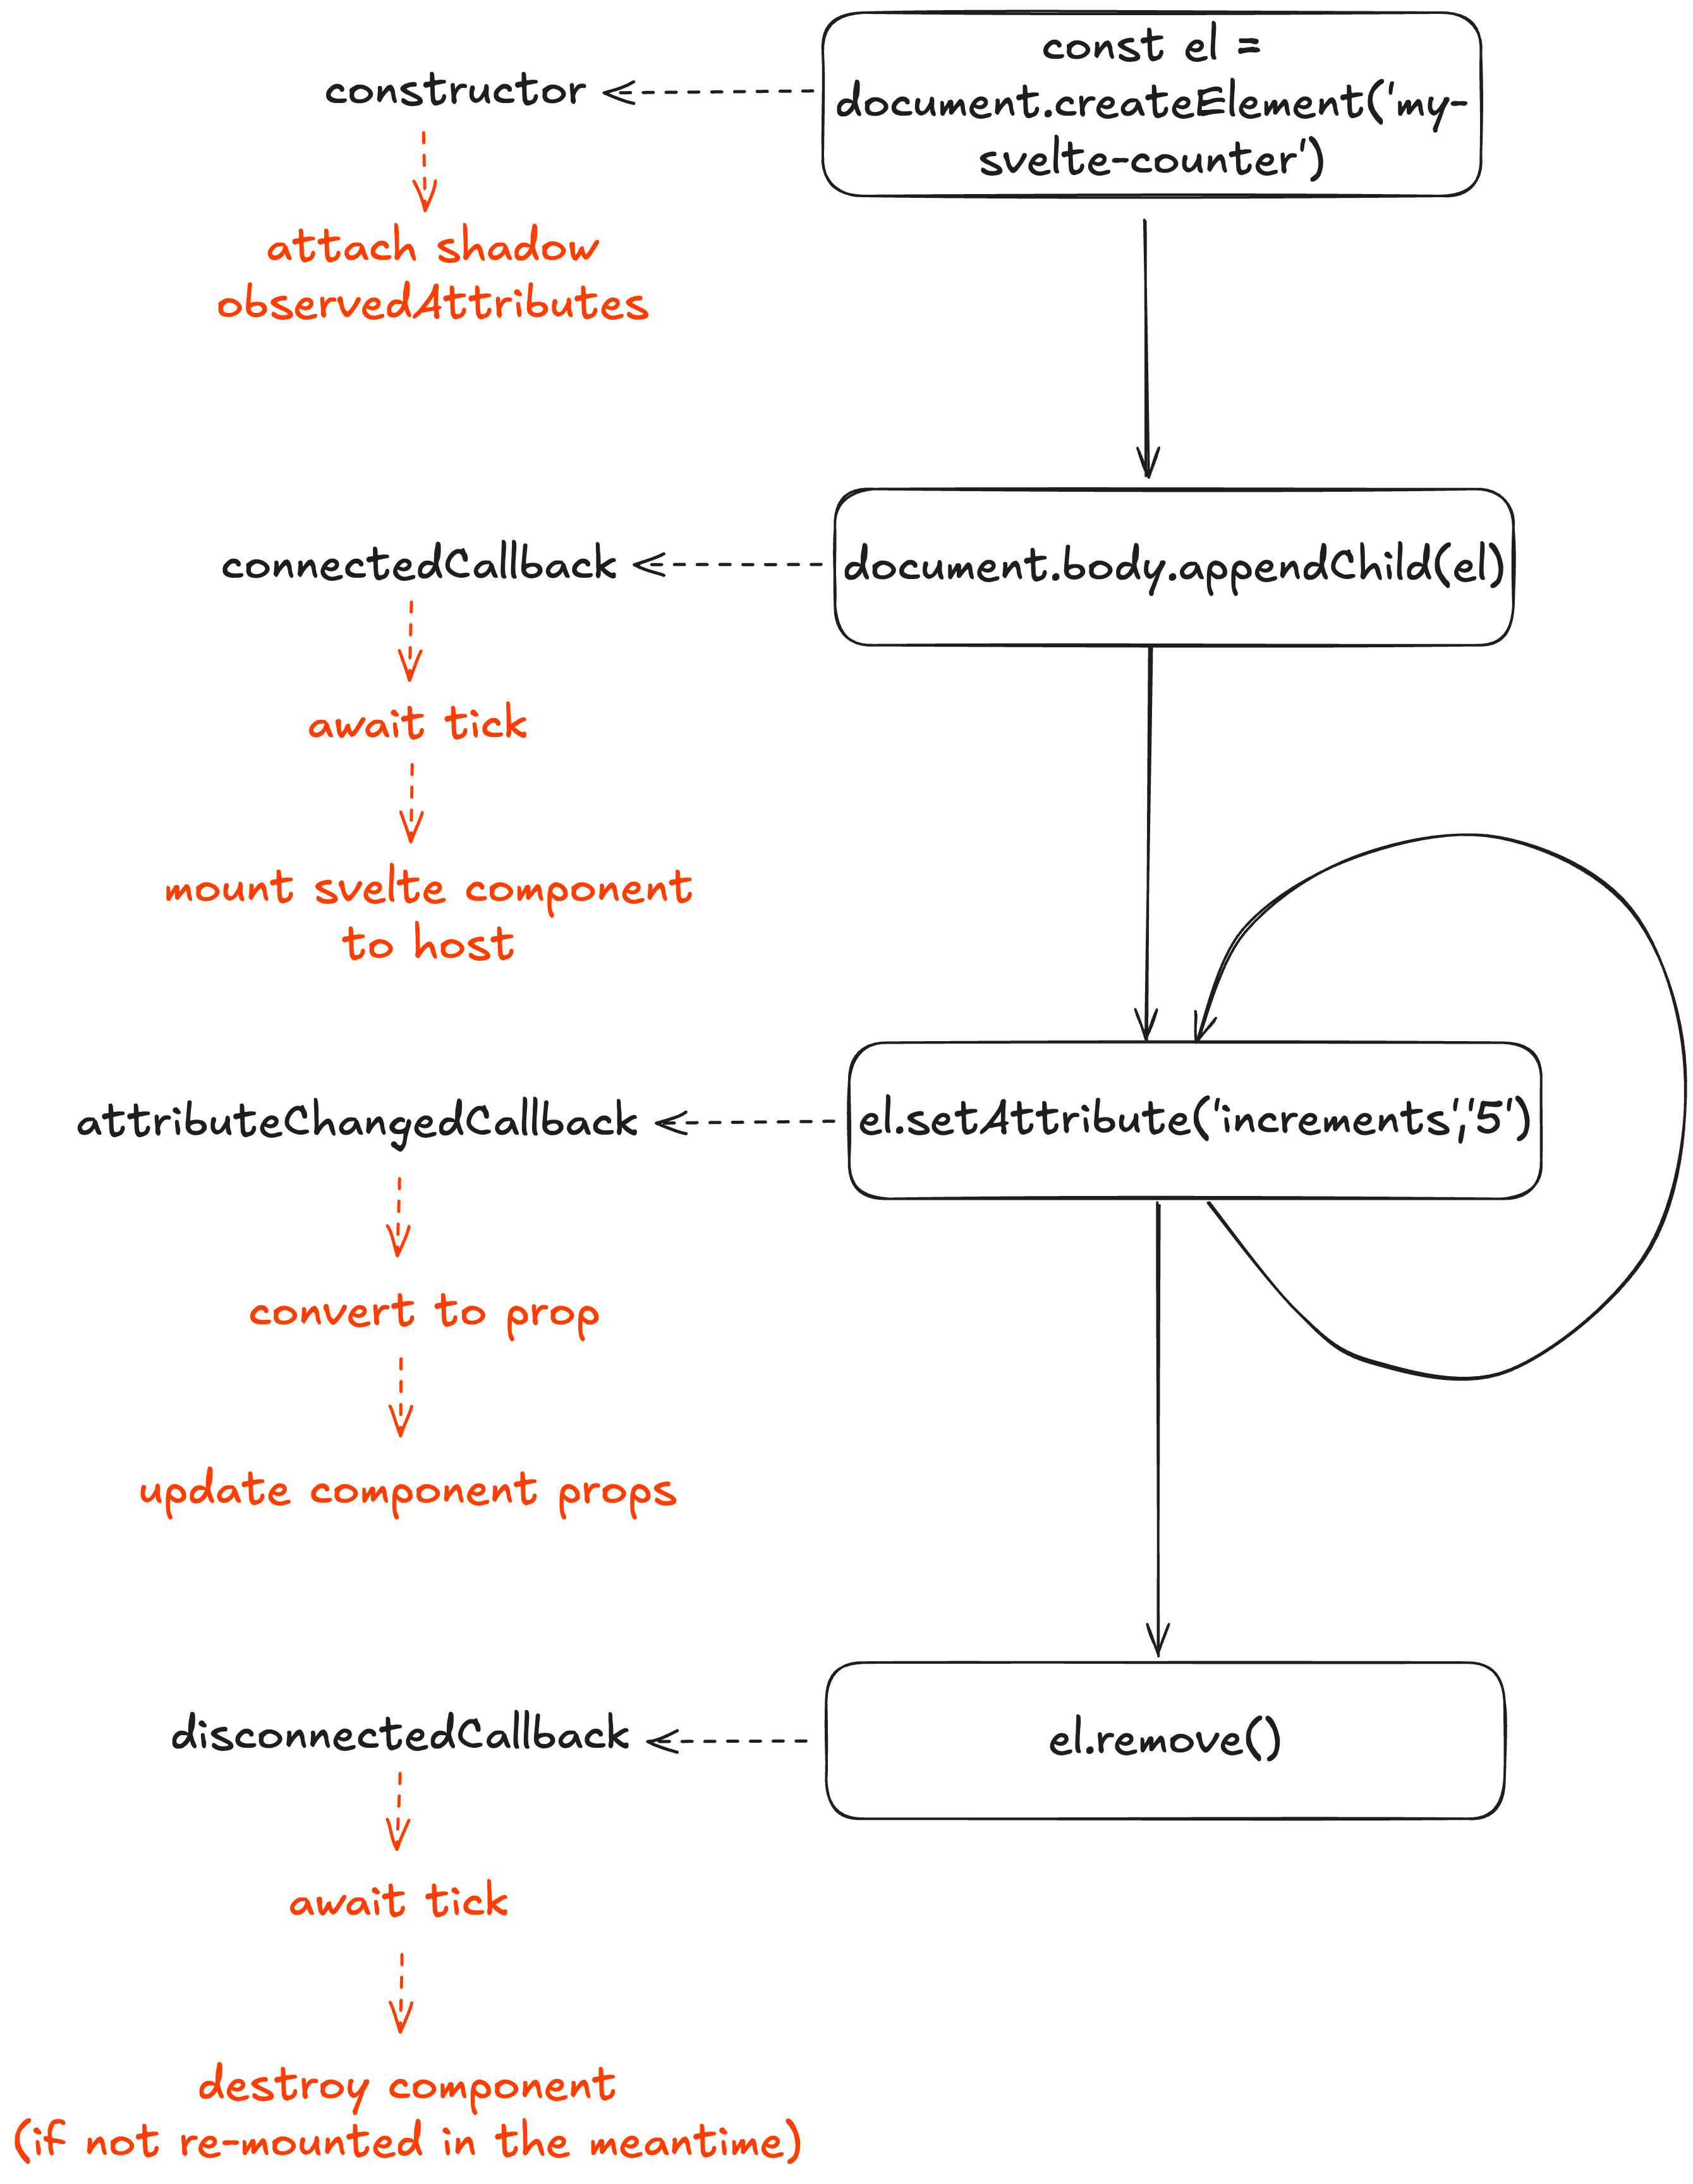 const el =
document.createElement('my-
svelte-counter')
constructor
attach shadow
observedAttributes
document.body.appendChild(el)
connectedCallback
await tick
mount svelte component
to host
el.setAttribute('increments','5')
attributeChangedCallback
convert to prop
update component props
el.remove()
disconnectedCallback
await tick
destroy component
(if not re-mounted in the meantime)